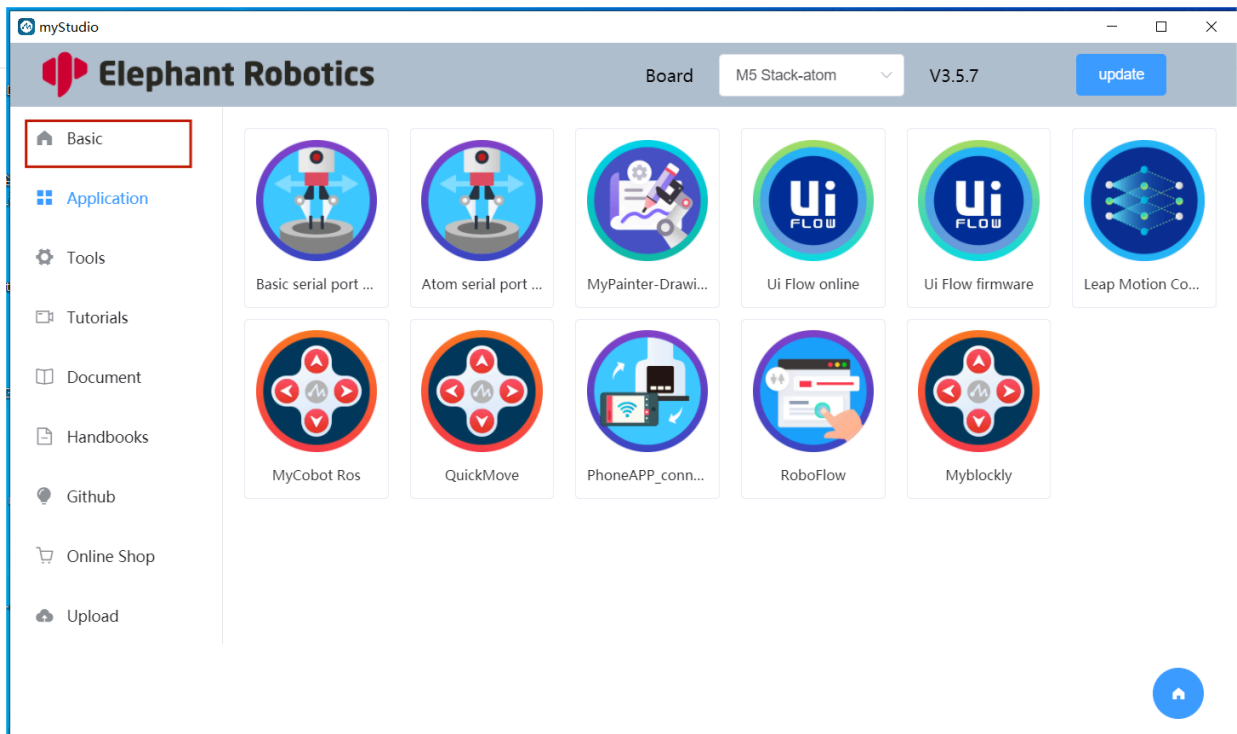 myStudio
Elephant Robotics
Board
M5 Stack-atom
V3.5.7
update
Basic
Application
Tools
Tutorials
Document
Handbooks
Github
Online Shop
Upload
Basic serial port ...
Atom serial port ...
MyPainter-Drawi...
Ui FLOW
Ui Flow online
Ui FLOW
Ui Flow firmware
Leap Motion Co...
MyCobot Ros
QuickMove
PhoneAPP_conn...
RoboFlow
Myblockly